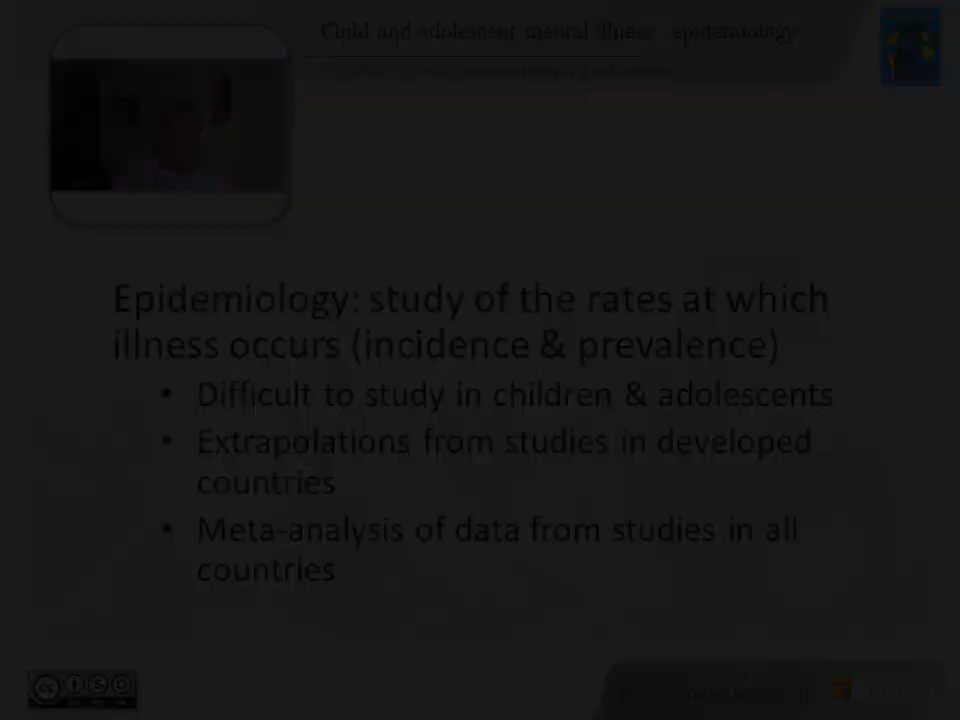 Child and adolescent mental illness - epidemiology
Epidemiology: study of the rates at which
illness occurs (incidence & prevalence)
• Difficult to study in children & adolescents
• Extrapolations from studies in developed
countries
• Meta-analysis of data from studies in all
countries
cc